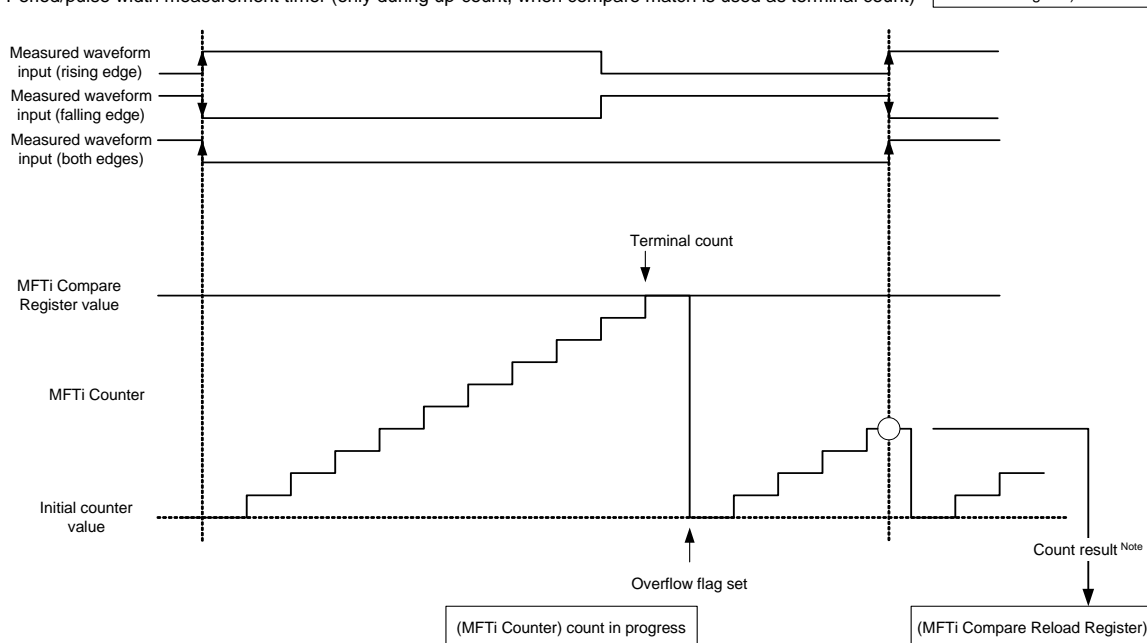 Period/pulse-width measurement timer (only during up-count, when compare match is used as terminal count)
Measured waveform
input (rising edge)
Measured waveform
input (falling edge)
Measured waveform
input (both edges)
Terminal count
MFTi Compare
Register value
MFTi Counter
Initial counter
value
Count result Note
Overflow flag set
(MFTi Counter) count in progress
(MFTi Compare Reload Register)